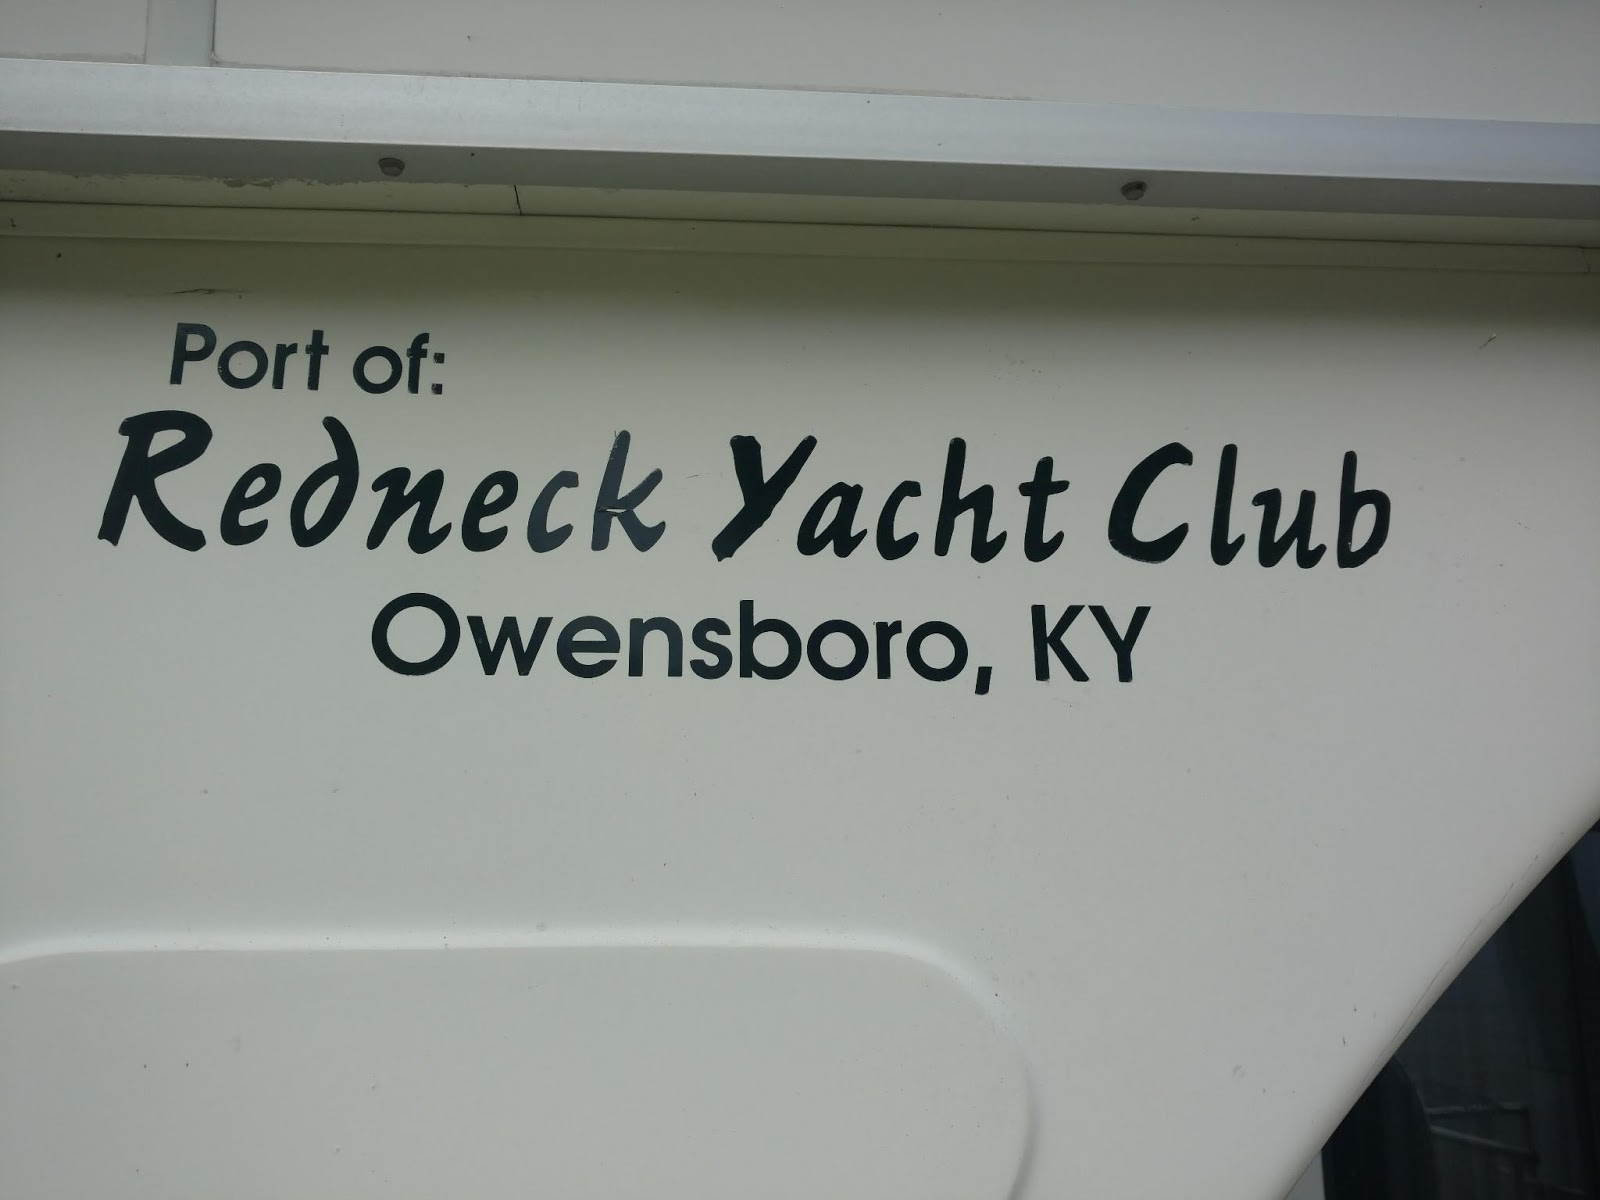 Port of:
Redneck Yacht Club
Owensboro, KY